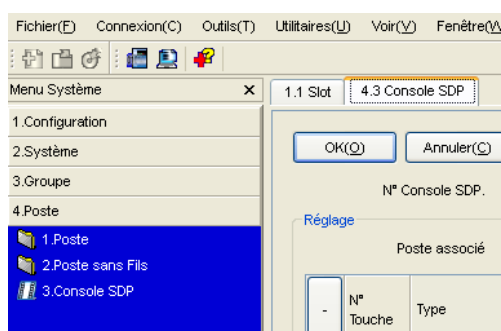 Fichier(F) Connexion(C) Outils(T) Utilitaires(U) Voir(V) Fenêtre(
Menu Système x 1.1 Slot 4.3 Console SDP
1.Configuration
2.Système
3.Groupe
4.Poste
1.Poste
2.Poste sans Fils
3.Console SDP
OK(O) Annuler(C)
N° Console SDP.
Réglage
Poste associé
- N° Touche Type